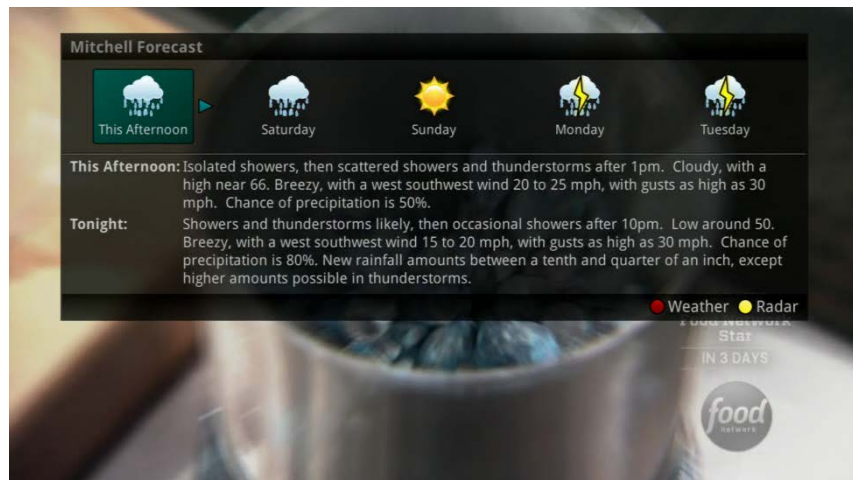 Mitchell Forecast
This Afternoon
Saturday
Sunday
Monday
Tuesday
This Afternoon: Isolated showers, then scattered showers and thunderstorms after 1pm. Cloudy, with a
high near 66. Breezy, with a west southwest wind 20 to 25 mph, with gusts as high as 30
mph. Chance of precipitation is 50%.
Tonight: Showers and thunderstorms likely, then occasional showers after 10pm. Low around 50.
Breezy, with a west southwest wind 15 to 20 mph, with gusts as high as 30 mph. Chance of
precipitation is 80%. New rainfall amounts between a tenth and quarter of an inch, except
higher amounts possible in thunderstorms.
Weather Radar
Food Network
Star
IN 3 DAYS
food
network